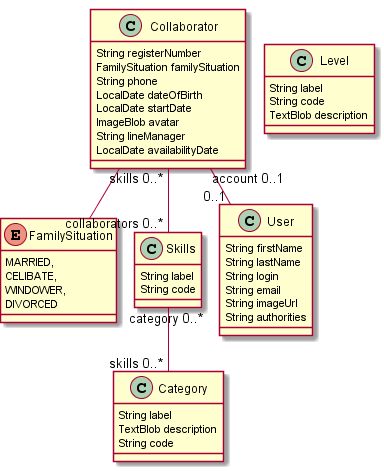 C Collaborator
String registerNumber
FamilySituation familySituation
String phone
LocalDate dateOfBirth
LocalDate startDate
ImageBlob avatar
String lineManager
LocalDate availabilityDate
C Level
String label
String code
TextBlob description
skills 0..*
account 0..1
0..1
collaborators 0..*
E FamilySituation
MARRIED,
CELIBATE,
WINDOWER,
DIVORCED
C Skills
String label
String code
C User
String firstName
String lastName
String login
String email
String imageUrl
String authorities
category 0..*
skills 0..*
C Category
String label
TextBlob description
String code